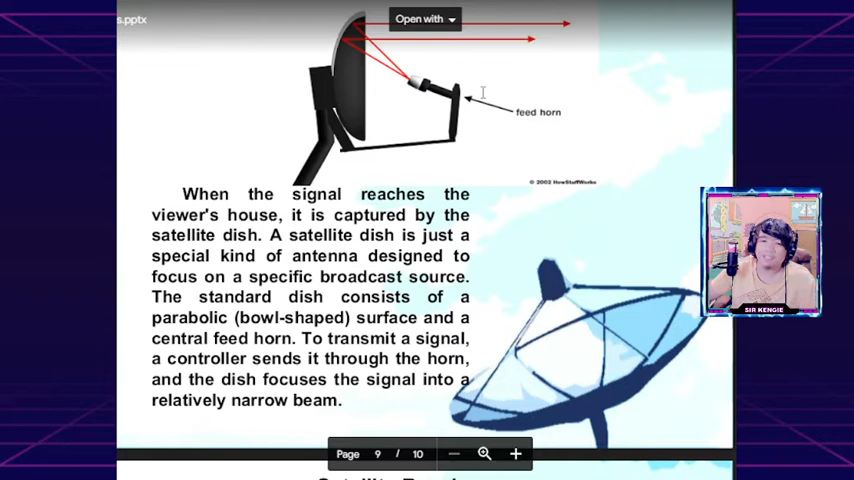 s.pptx
Open with
feed horn
© 2002 HowStuffWorks
When the signal reaches the
viewer's house, it is captured by the
satellite dish. A satellite dish is just a
special kind of antenna designed to
focus on a specific broadcast source.
The standard dish consists of a
parabolic (bowl-shaped) surface and a
central feed horn. To transmit a signal,
a controller sends it through the horn,
and the dish focuses the signal into a
relatively narrow beam.
SIR KENGIE
Page 9 / 10